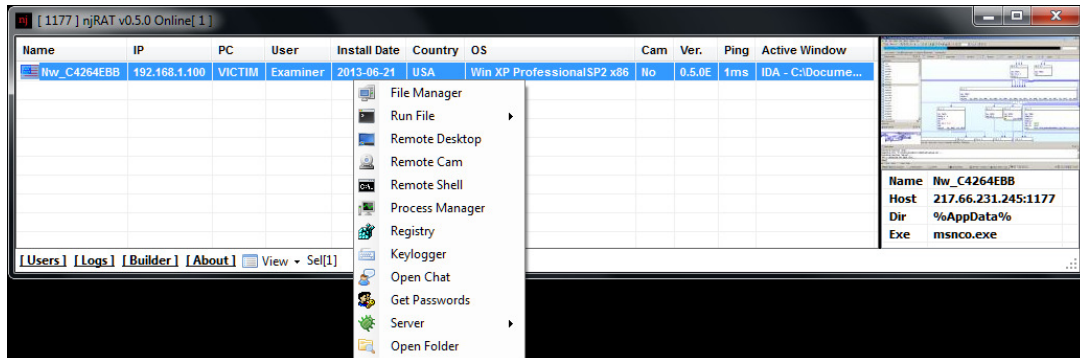 nj [ 1177 ] njRAT v0.5.0 Online[ 1 ]
Name IP PC User Install Date Country OS Cam Ver. Ping Active Window
Nw_C4264EBB 192.168.1.100 VICTIM Examiner 2013-06-21 USA Win XP ProfessionalSP2 x86 No 0.5.0E 1ms IDA - C:\Docume...
File Manager
Run File
Remote Desktop
Remote Cam
Remote Shell
Process Manager
Registry
Keylogger
Open Chat
Get Passwords
Server
Open Folder
Name Nw_C4264EBB
Host 217.66.231.245:1177
Dir %AppData%
Exe msnco.exe
[Users] [Logs] [Builder] [About] View Sel[1]